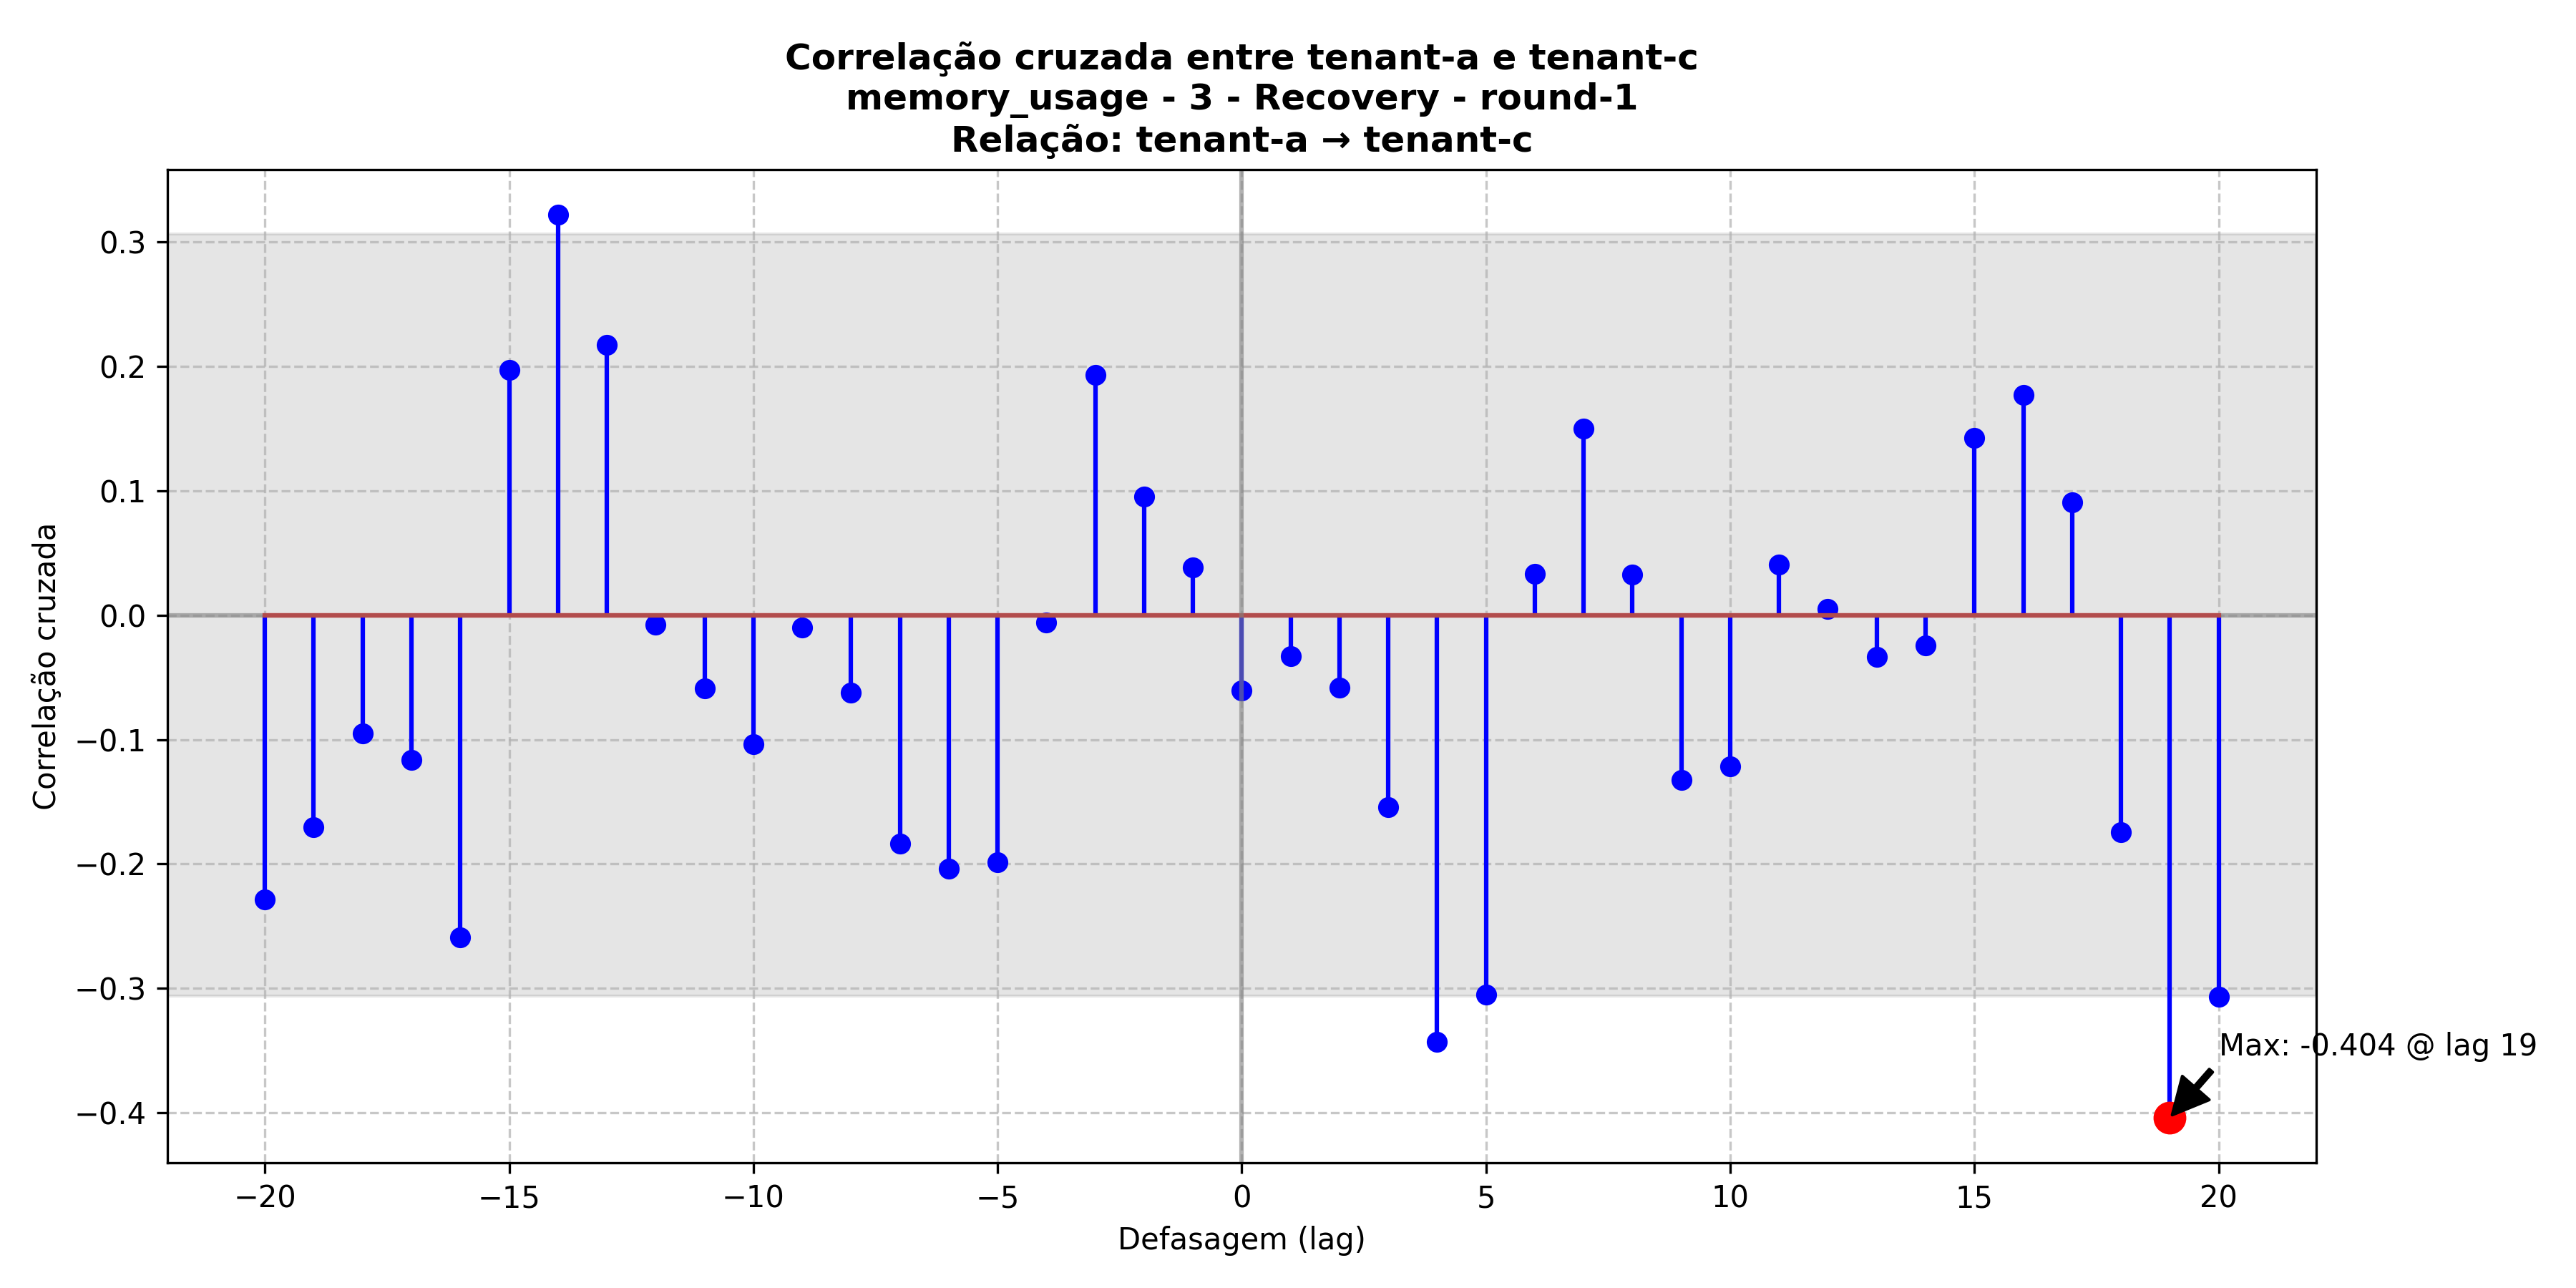 Correlação cruzada entre tenant-a e tenant-c
memory_usage - 3 - Recovery - round-1
Relação: tenant-a → tenant-c
Correlação cruzada
0.3
0.2
0.1
0.0
−0.1
−0.2
−0.3
−0.4
Max: -0.404 @ lag 19
−20 −15 −10 −5 0 5 10 15 20
Defasagem (lag)